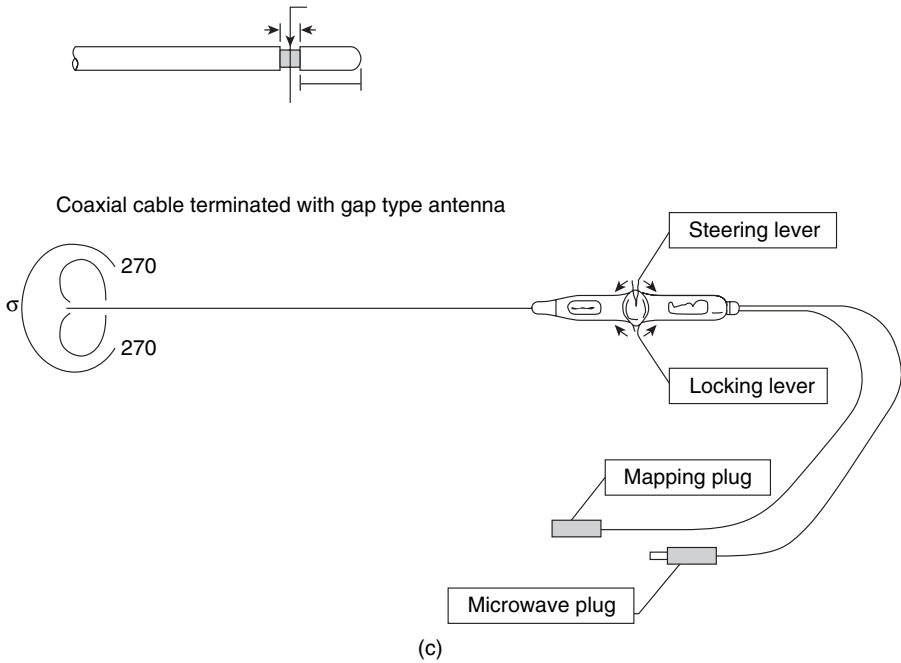 Coaxial cable terminated with gap type antenna
Steering lever
270
σ
270
Locking lever
Mapping plug
Microwave plug
(c)